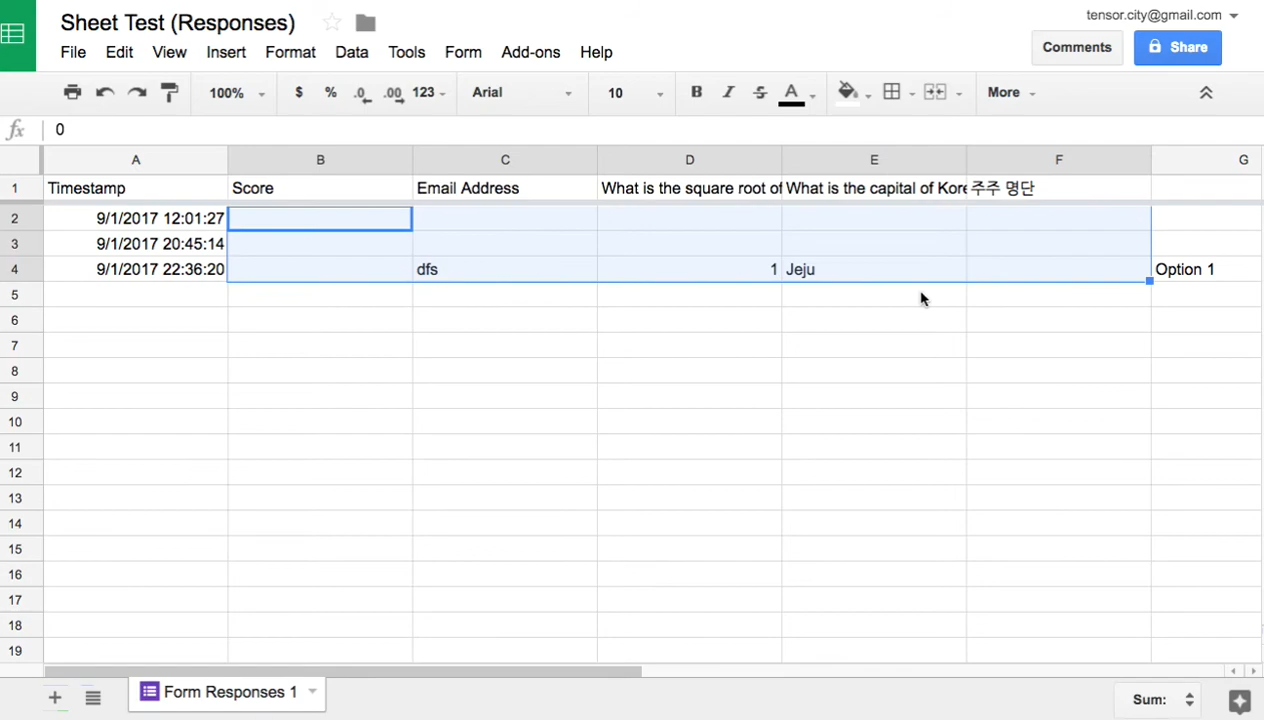 Sheet Test (Responses)
tensor.city@gmail.com
File Edit View Insert Format Data Tools Form Add-ons Help
Comments Share
100% $ % .0 .00 123 Arial 10 B I S A More
fx 0
A B C D E F G
1 Timestamp Score Email Address What is the square root of What is the capital of Kore 주주 명단
2 9/1/2017 12:01:27
3 9/1/2017 20:45:14
4 9/1/2017 22:36:20 dfs 1 Jeju Option 1
5
6
7
8
9
10
11
12
13
14
15
16
17
18
19
Form Responses 1 Sum: